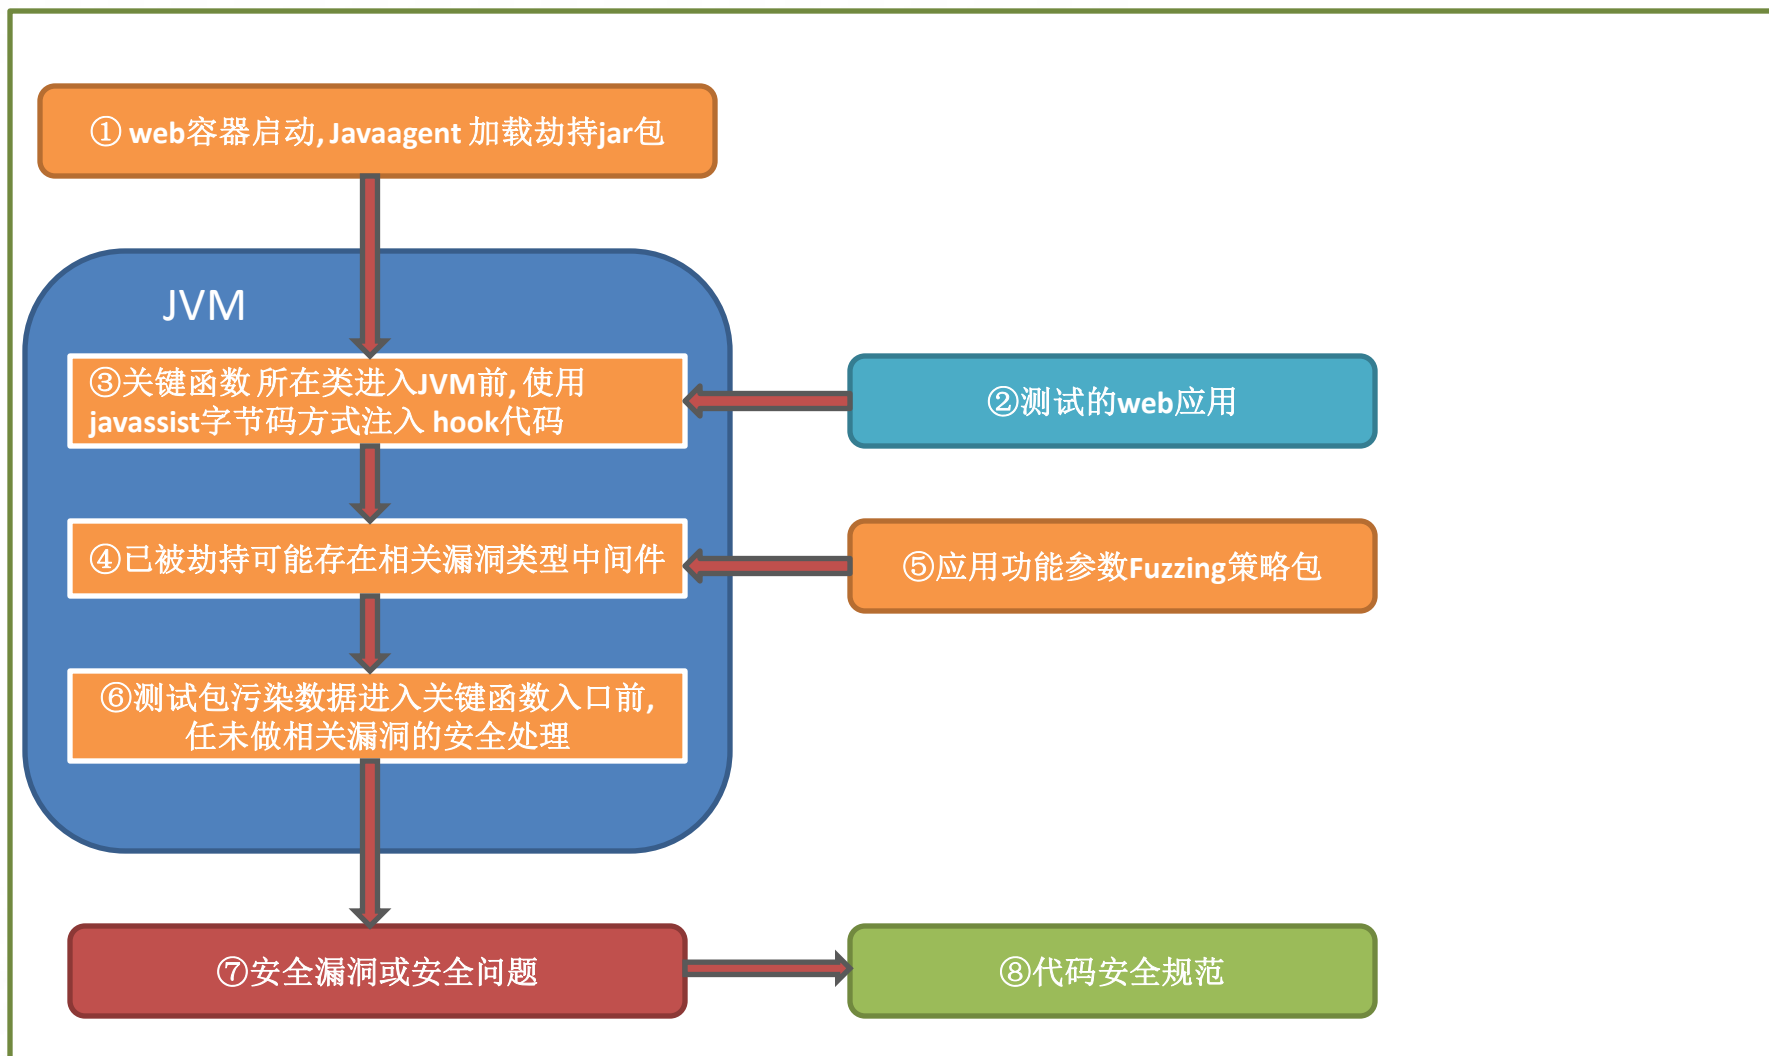 ① web容器启动, Javaagent 加载劫持jar包
JVM
③关键函数 所在类进入JVM前, 使用
javassist字节码方式注入 hook代码
②测试的web应用
④已被劫持可能存在相关漏洞类型中间件
⑤应用功能参数Fuzzing策略包
⑥测试包污染数据进入关键函数入口前,
任未做相关漏洞的安全处理
⑦安全漏洞或安全问题
⑧代码安全规范